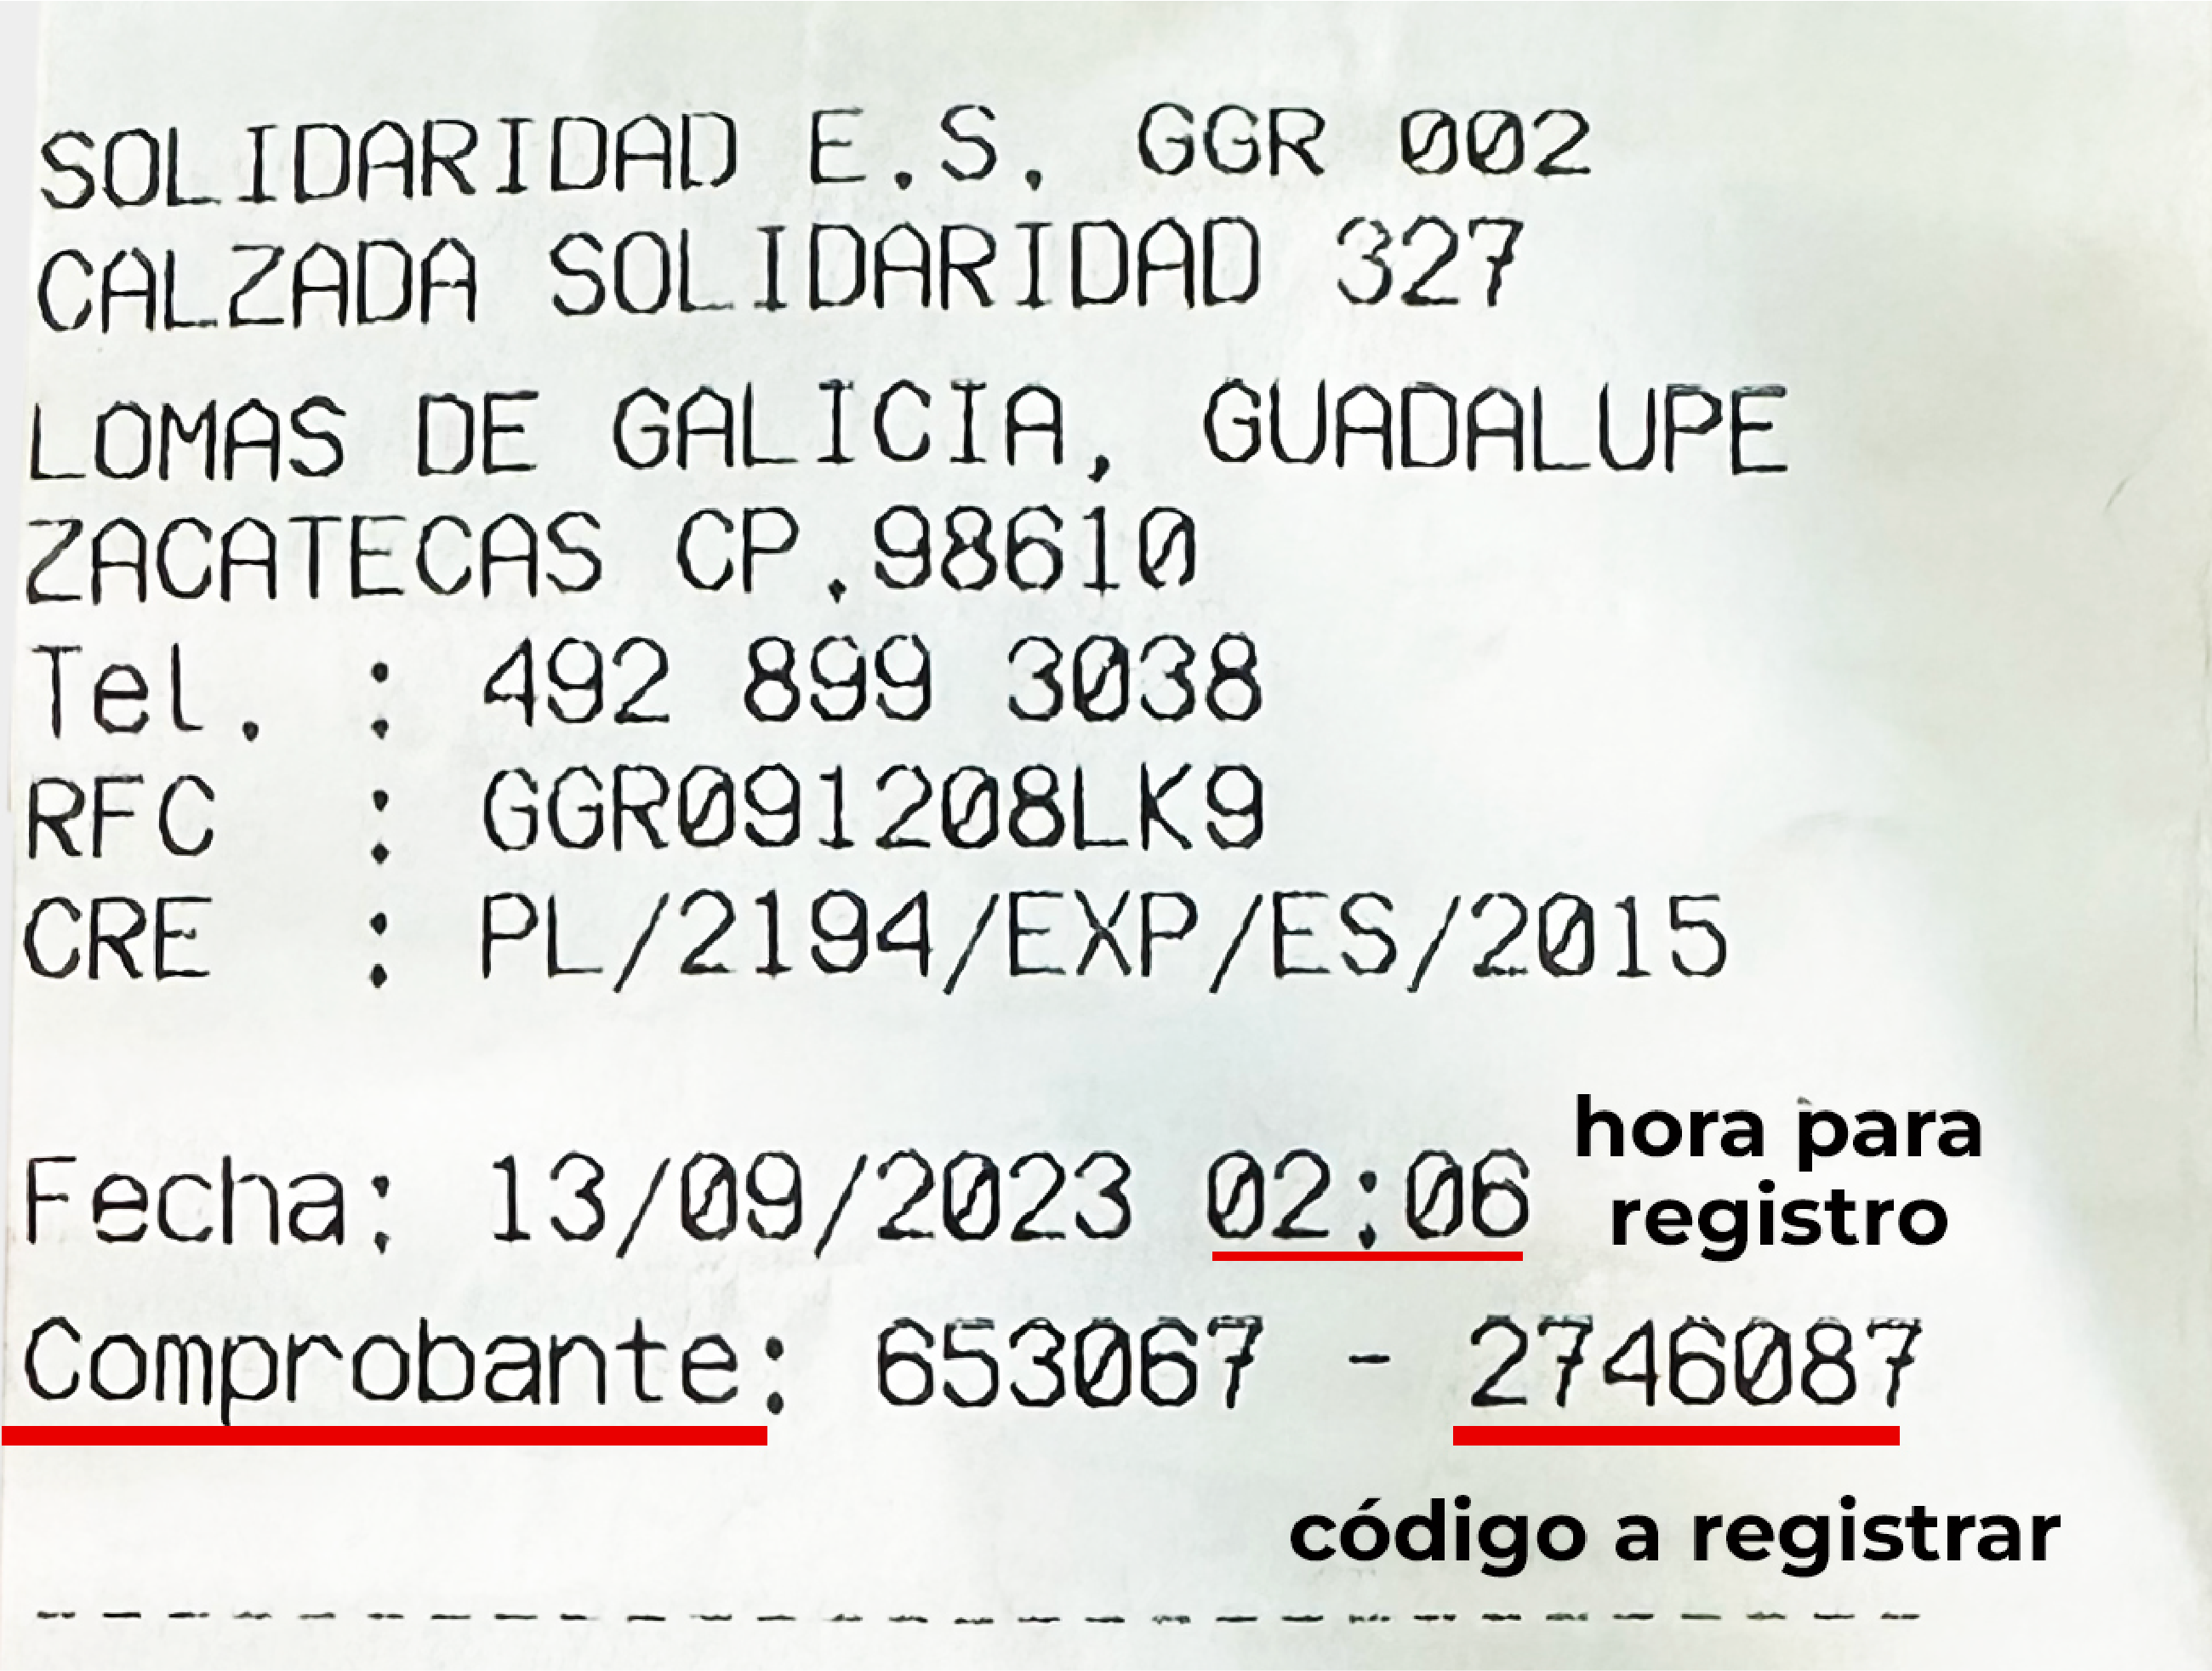 SOLIDARIDAD E.S. GGR 002
CALZADA SOLIDARIDAD 327
LOMAS DE GALICIA, GUADALUPE
ZACATECAS CP.98610
Tel. : 492 899 3038
RFC : GGR091208LK9
CRE : PL/2194/EXP/ES/2015
Fecha: 13/09/2023 02:06
hora para
registro
Comprobante: 653067 - 2746087
código a registrar